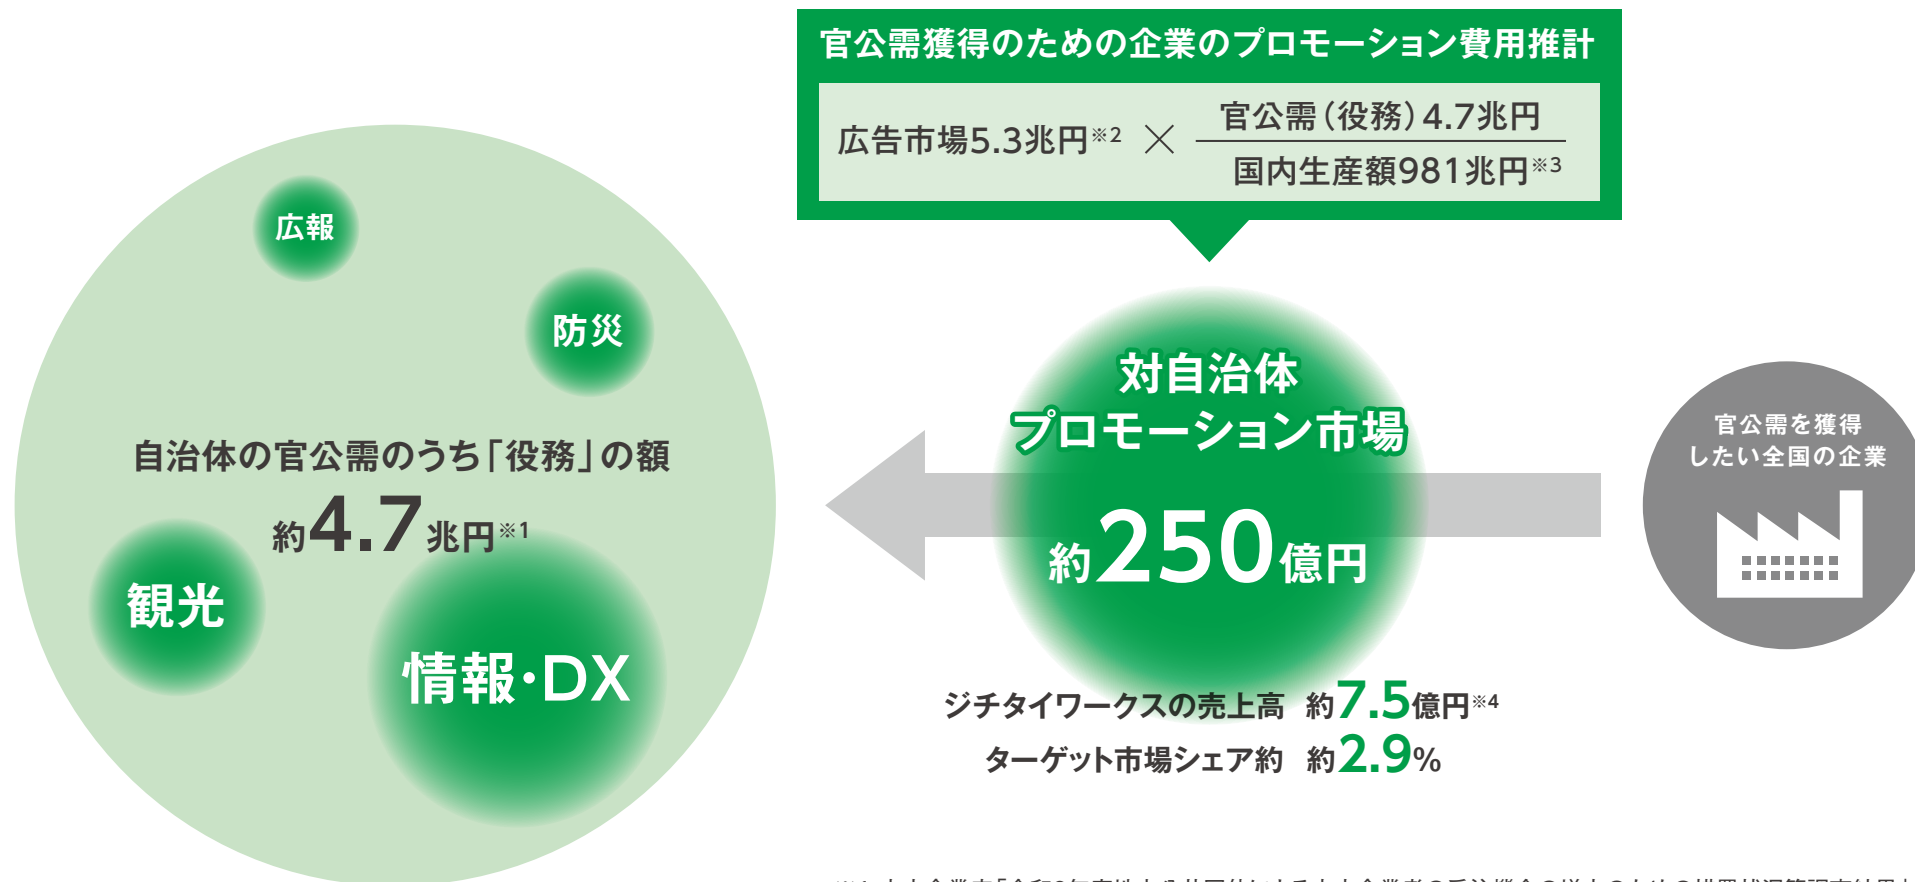 官公需獲得のための企業のプロモーション費用推計
広告市場5.3兆円※2 × 官公需(役務)4.7兆円
国内生産額981兆円※3
広報
防災
自治体の官公需のうち「役務」の額
約4.7兆円※1
観光
情報・DX
対自治体
プロモーション市場
約250億円
官公需を獲得
したい全国の企業
ジチタイワークスの売上高 約7.5億円※4
ターゲット市場シェア約 約2.9%